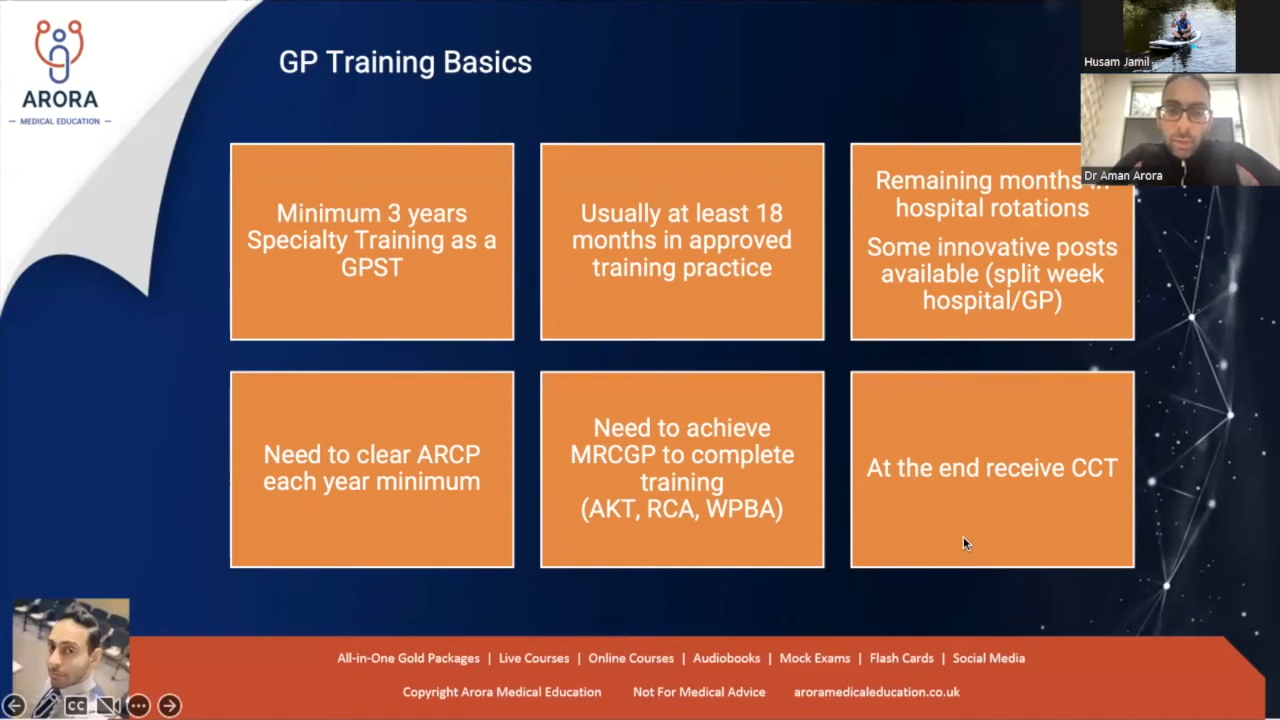 GP Training Basics
ARORA
MEDICAL EDUCATION
Husam Jamil
Dr Aman Arora
Minimum 3 years
Specialty Training as a
GPST
Usually at least 18
months in approved
training practice
Remaining months in
hospital rotations
Some innovative posts
available (split week
hospital/GP)
Need to clear ARCP
each year minimum
Need to achieve
MRCGP to complete
training
(AKT, RCA, WPBA)
At the end receive CCT
All-in-One Gold Packages | Live Courses | Online Courses | Audiobooks | Mock Exams | Flash Cards | Social Media
Copyright Arora Medical Education Not For Medical Advice aroramedicaleducation.co.uk
CC